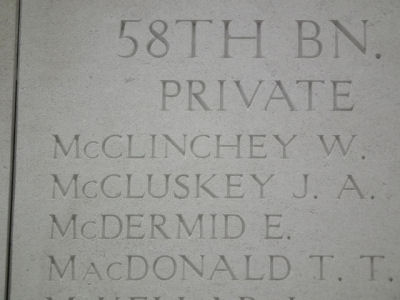 58TH BN.
PRIVATE
McCLINCHEY W.
McCLUSKEY J. A.
McDERMID E.
MacDONALD T. T.